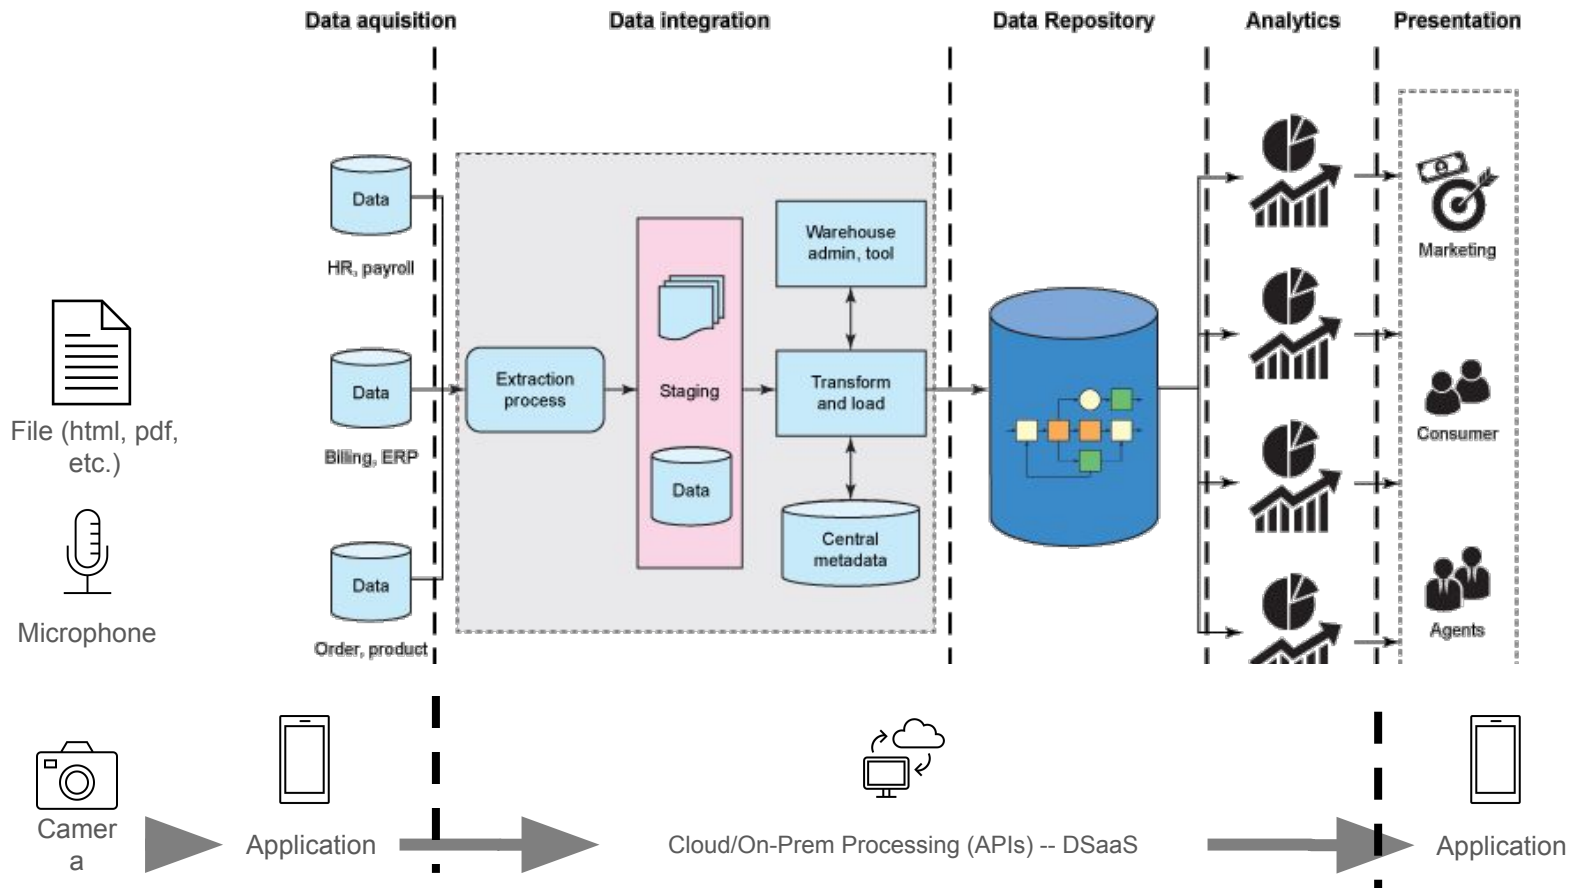 Data aquisition
Data integration
Data Repository
Analytics
Presentation
Data
HR, payroll
Data
Billing, ERP
Data
Order, product
File (html, pdf,
etc.)
Microphone
Extraction
process
Staging
Data
Warehouse
admin, tool
Transform
and load
Central
metadata
Marketing
Consumer
Agents
Camer
a
Application
Cloud/On-Prem Processing (APIs) -- DSaaS
Application